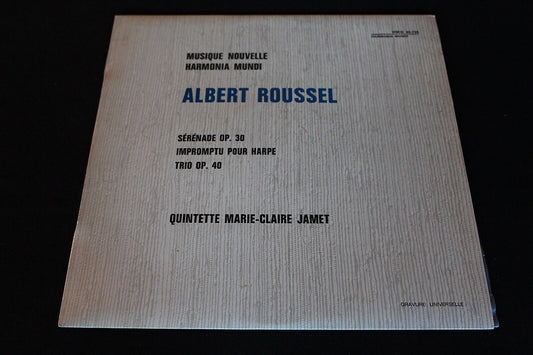 MUSIQUE NOUVELLE
HARMONIA MUNDI
ALBERT ROUSSEL
SÉRÉNADE OP. 30
IMPROMPTU POUR HARPE
TRIO OP. 40
QUINTETTE MARIE-CLAIRE JAMET
GRAVURE UNIVERSELLE